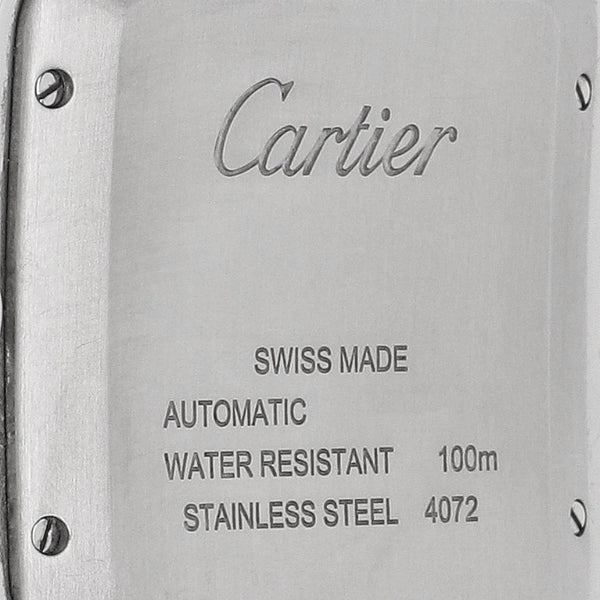 Cartier
SWISS MADE
AUTOMATIC
WATER RESISTANT 100m
STAINLESS STEEL 4072